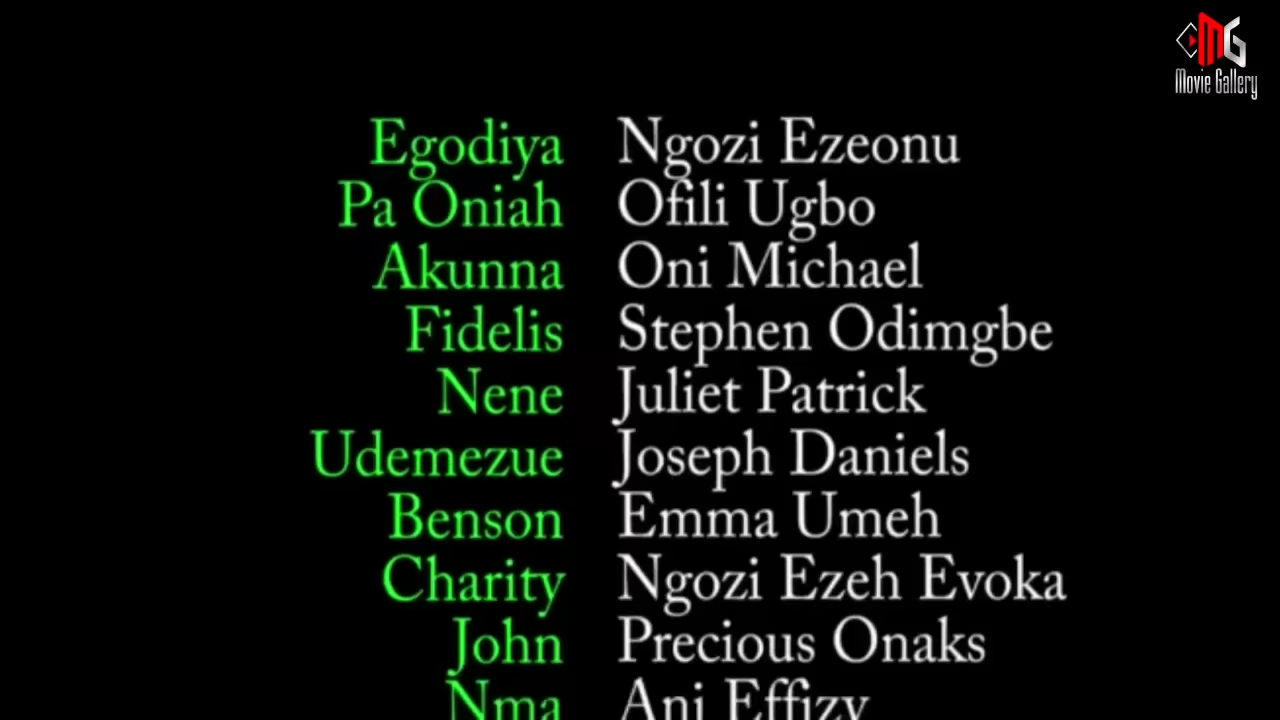 MG
Movie Gallery
Egodiya Ngozi Ezeonu
Pa Oniah Ofili Ugbo
Akunna Oni Michael
Fidelis Stephen Odimgbe
Nene Juliet Patrick
Udemezue Joseph Daniels
Benson Emma Umeh
Charity Ngozi Ezeh Evoka
John Precious Onaks
Nma Ani Effizy